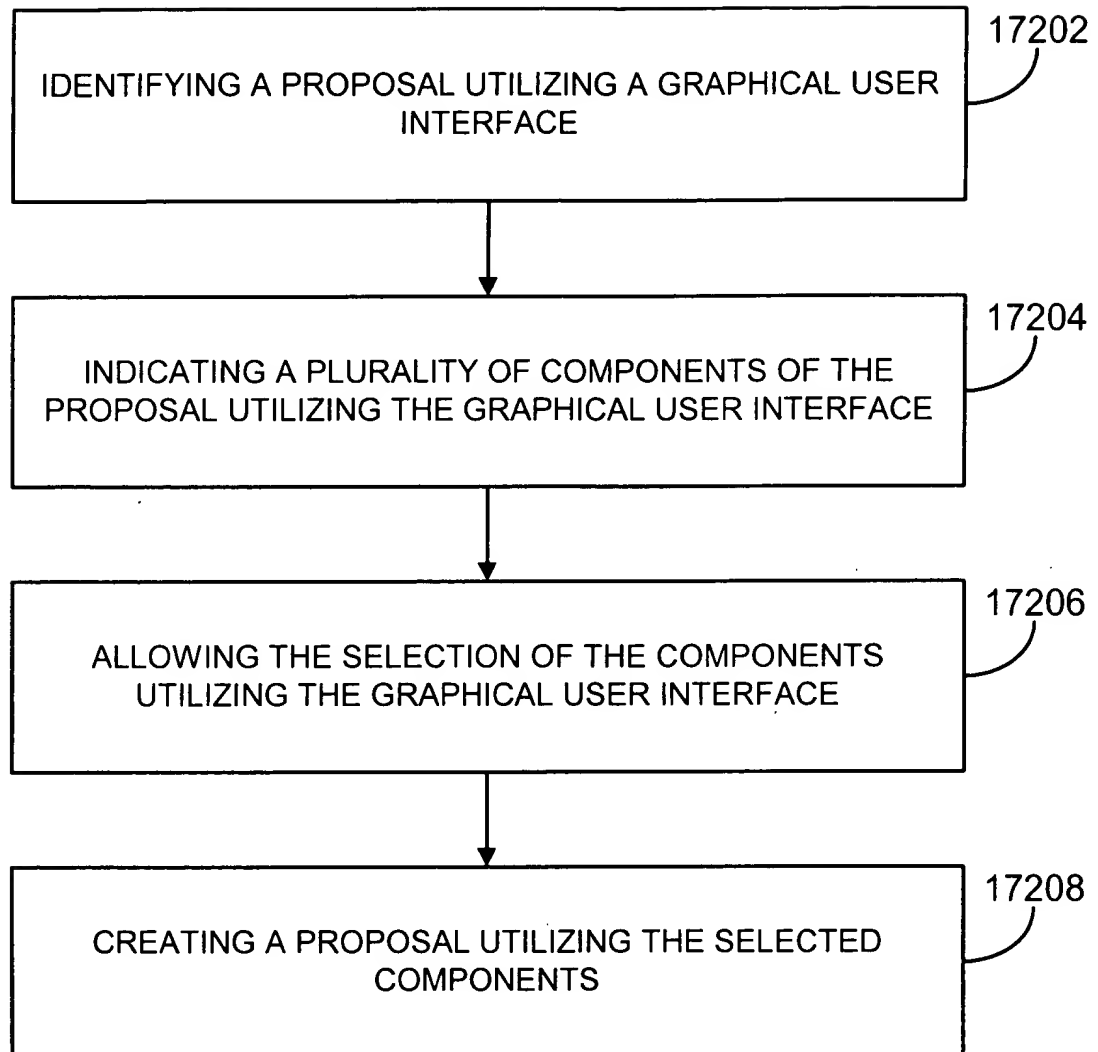 17202
IDENTIFYING A PROPOSAL UTILIZING A GRAPHICAL USER
INTERFACE
17204
INDICATING A PLURALITY OF COMPONENTS OF THE
PROPOSAL UTILIZING THE GRAPHICAL USER INTERFACE
17206
ALLOWING THE SELECTION OF THE COMPONENTS
UTILIZING THE GRAPHICAL USER INTERFACE
17208
CREATING A PROPOSAL UTILIZING THE SELECTED
COMPONENTS